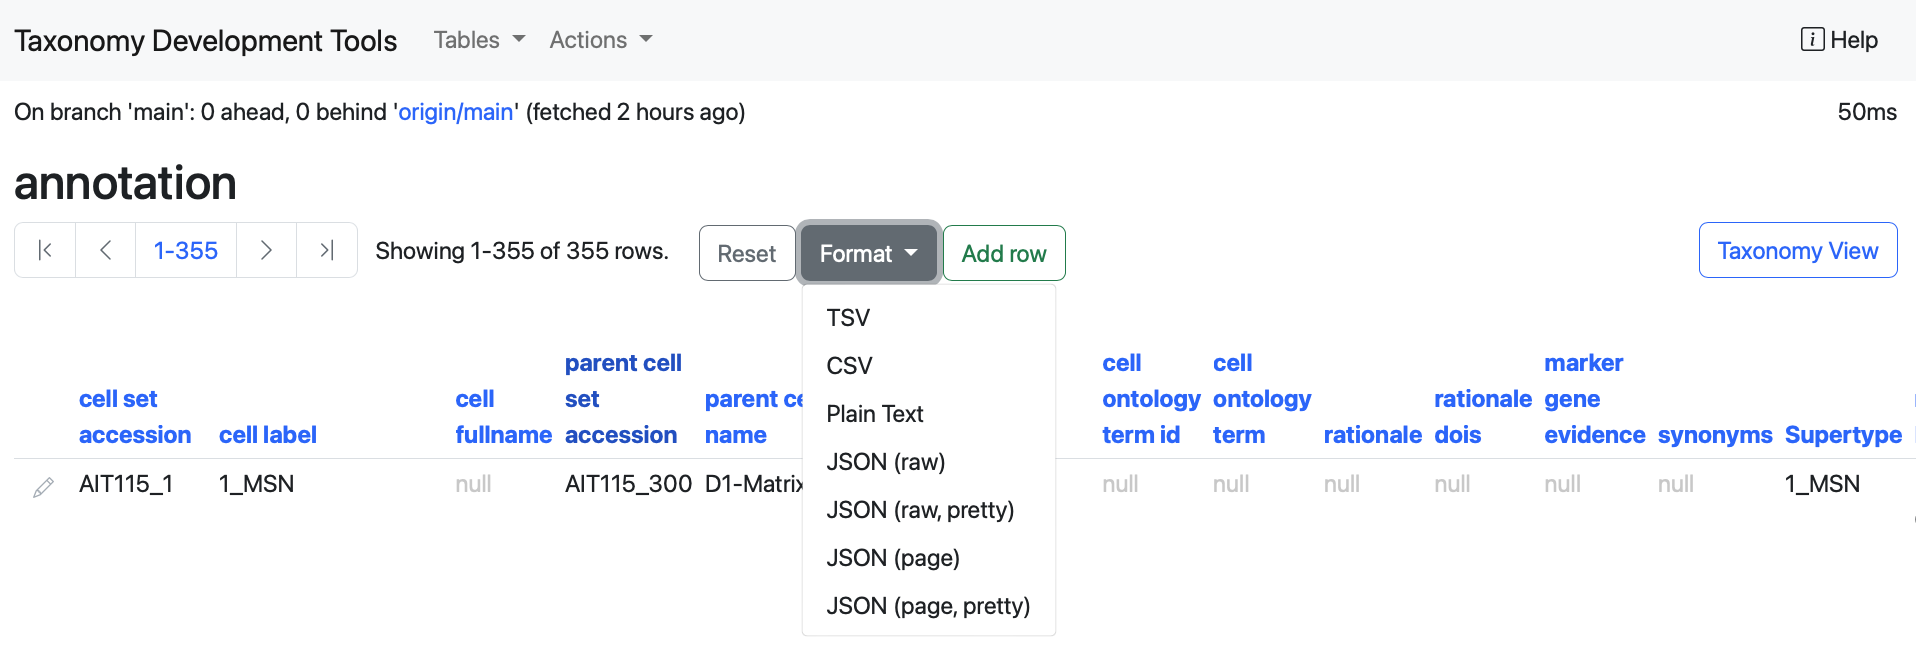 Taxonomy Development Tools Tables Actions Help
On branch 'main': 0 ahead, 0 behind 'origin/main' (fetched 2 hours ago) 50ms
annotation
1-355 Showing 1-355 of 355 rows. Reset Format Add row Taxonomy View
TSV
CSV
Plain Text
JSON (raw)
JSON (raw, pretty)
JSON (page)
JSON (page, pretty)
cell set accession
cell label
cell fullname
parent cell set accession
parent
name
cell ontology term id
cell ontology term
rationale
rationale dois
marker gene evidence
synonyms
Supertype
AIT115_1 1_MSN null AIT115_300 null null null null null null 1_MSN